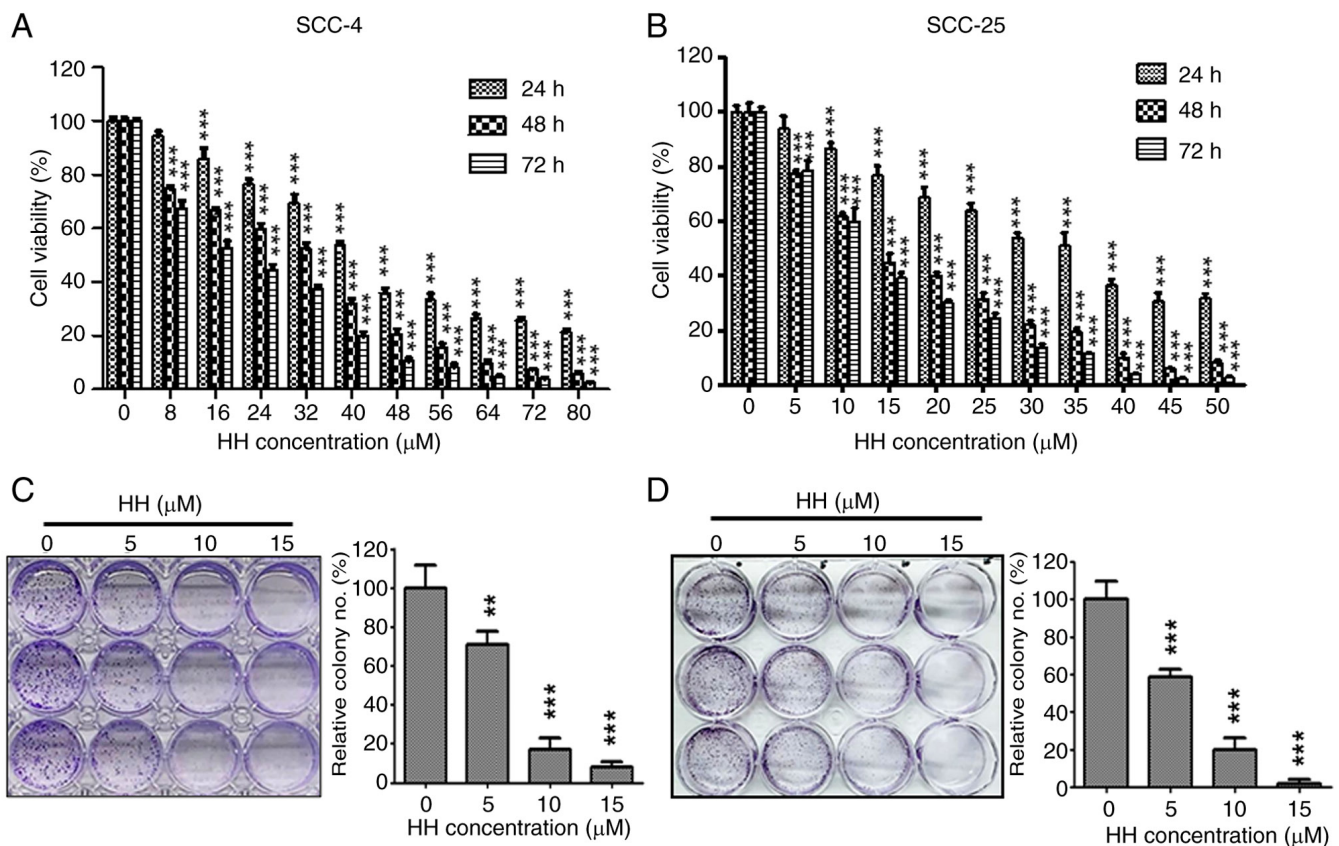 A
SCC-4
Cell viability (%)
120
100
80
60
40
20
0
24 h
48 h
72 h
*** *** *** *** *** *** *** *** *** *** *** *** *** *** *** *** *** *** *** *** *** *** *** *** *** *** *** *** ***
0 8 16 24 32 40 48 56 64 72 80
HH concentration (μM)
B
SCC-25
Cell viability (%)
120
100
80
60
40
20
0
24 h
48 h
72 h
*** *** *** *** *** *** *** *** *** *** *** *** *** *** *** *** *** *** *** *** *** *** *** *** *** *** *** *** ***
0 5 10 15 20 25 30 35 40 45 50
HH concentration (μM)
C
HH (μM)
0 5 10 15
Relative colony no. (%)
120
100
80
60
40
20
0
** *** ***
0 5 10 15
HH concentration (μM)
D
HH (μM)
0 5 10 15
Relative colony no. (%)
120
100
80
60
40
20
0
*** *** ***
0 5 10 15
HH concentration (μM)